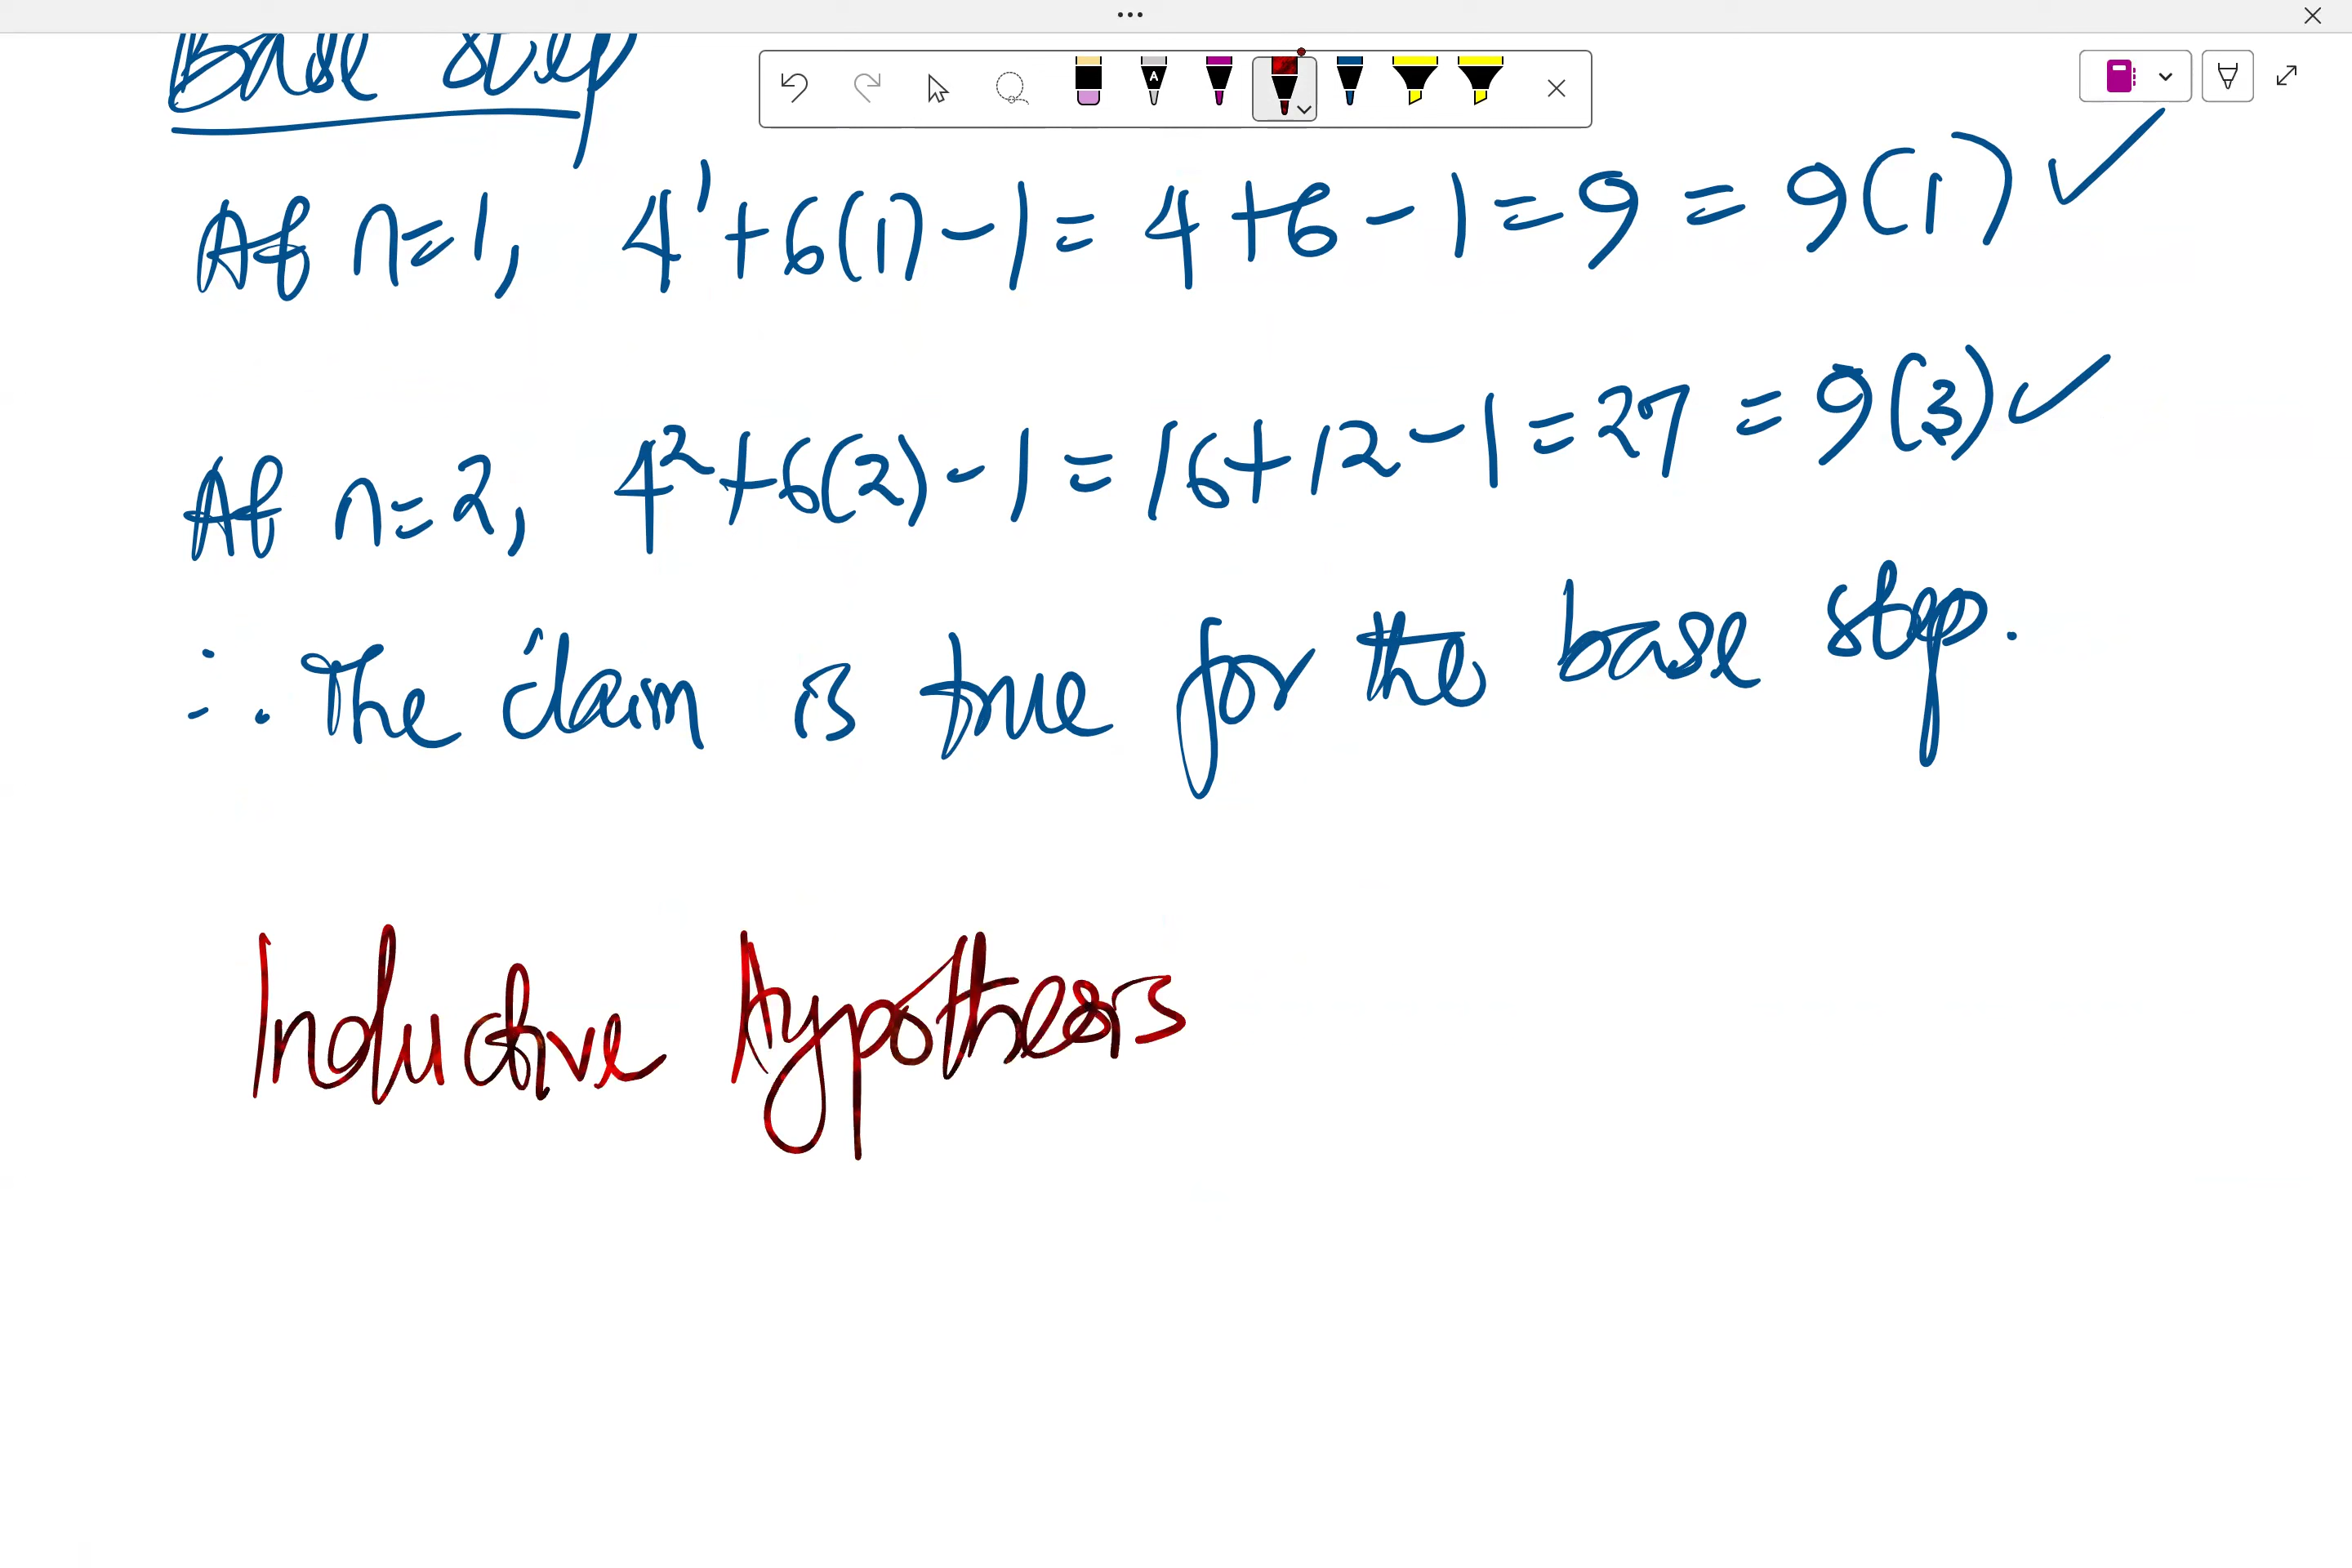 Base Step
At n=1, 4¹+6(1)-1=4+6-1=9=9(1)✓
At n=2, 4²+6(2)-1=16+12-1=27=9(3)✓
∴ The claim is true for the base step.
Inductive Hypothesis